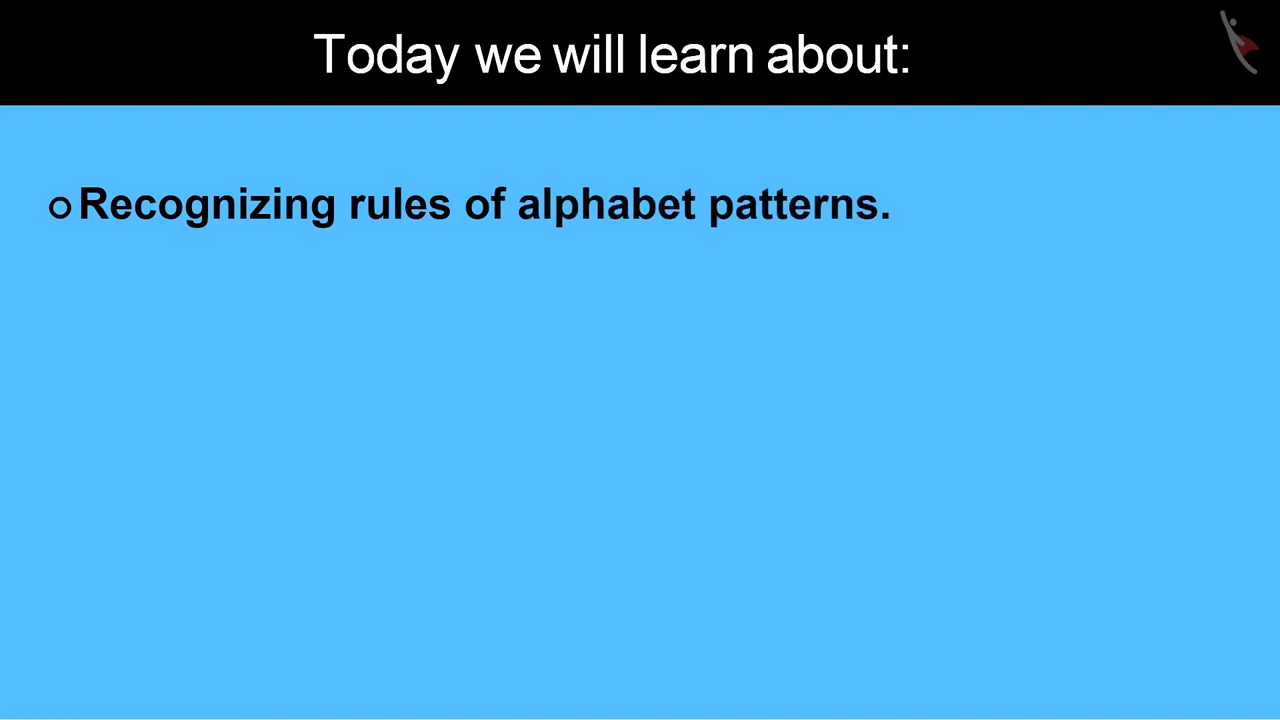 Today we will learn about:
Recognizing rules of alphabet patterns.